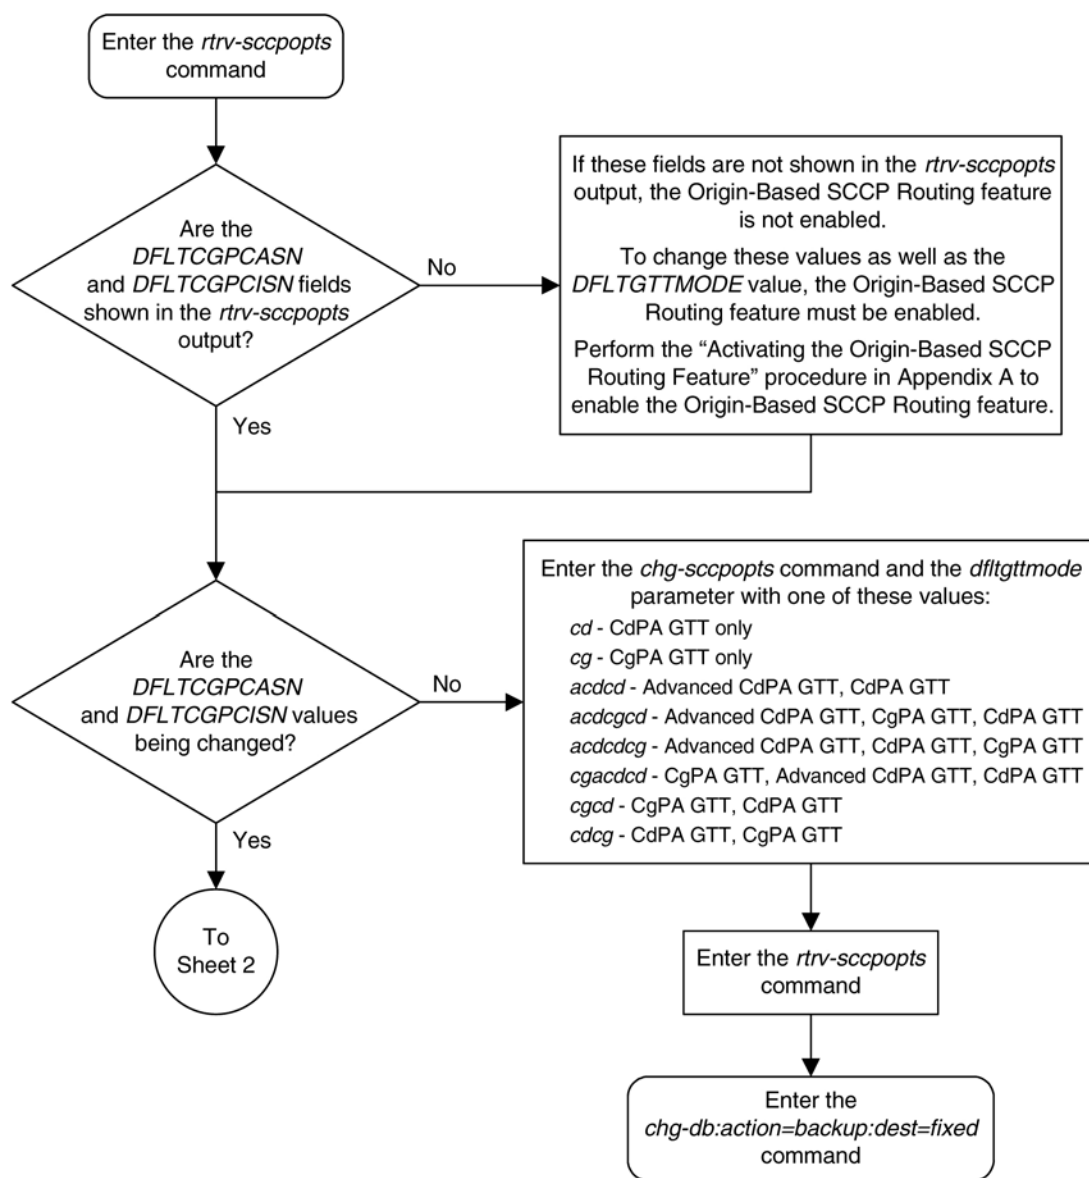 Enter the rtrv-sccpopts
command
Are the
DFLTCGPCASN
and DFLTCGPCISN fields
shown in the rtrv-sccpopts
output?
No
If these fields are not shown in the rtrv-sccpopts
output, the Origin-Based SCCP Routing feature
is not enabled.
To change these values as well as the
DFLTGTTMODE value, the Origin-Based SCCP
Routing feature must be enabled.
Perform the “Activating the Origin-Based SCCP
Routing Feature” procedure in Appendix A to
enable the Origin-Based SCCP Routing feature.
Yes
Are the
DFLTCGPCASN
and DFLTCGPCISN values
being changed?
No
Enter the chg-sccpopts command and the dfltgttmode
parameter with one of these values:
cd - CdPA GTT only
cg - CgPA GTT only
acdcd - Advanced CdPA GTT, CdPA GTT
acdcgcd - Advanced CdPA GTT, CgPA GTT, CdPA GTT
acdcdcg - Advanced CdPA GTT, CdPA GTT, CgPA GTT
cgacdcd - CgPA GTT, Advanced CdPA GTT, CdPA GTT
cgcd - CgPA GTT, CdPA GTT
cdcg - CdPA GTT, CgPA GTT
Yes
To
Sheet 2
Enter the rtrv-sccpopts
command
Enter the
chg-db:action=backup:dest=fixed
command